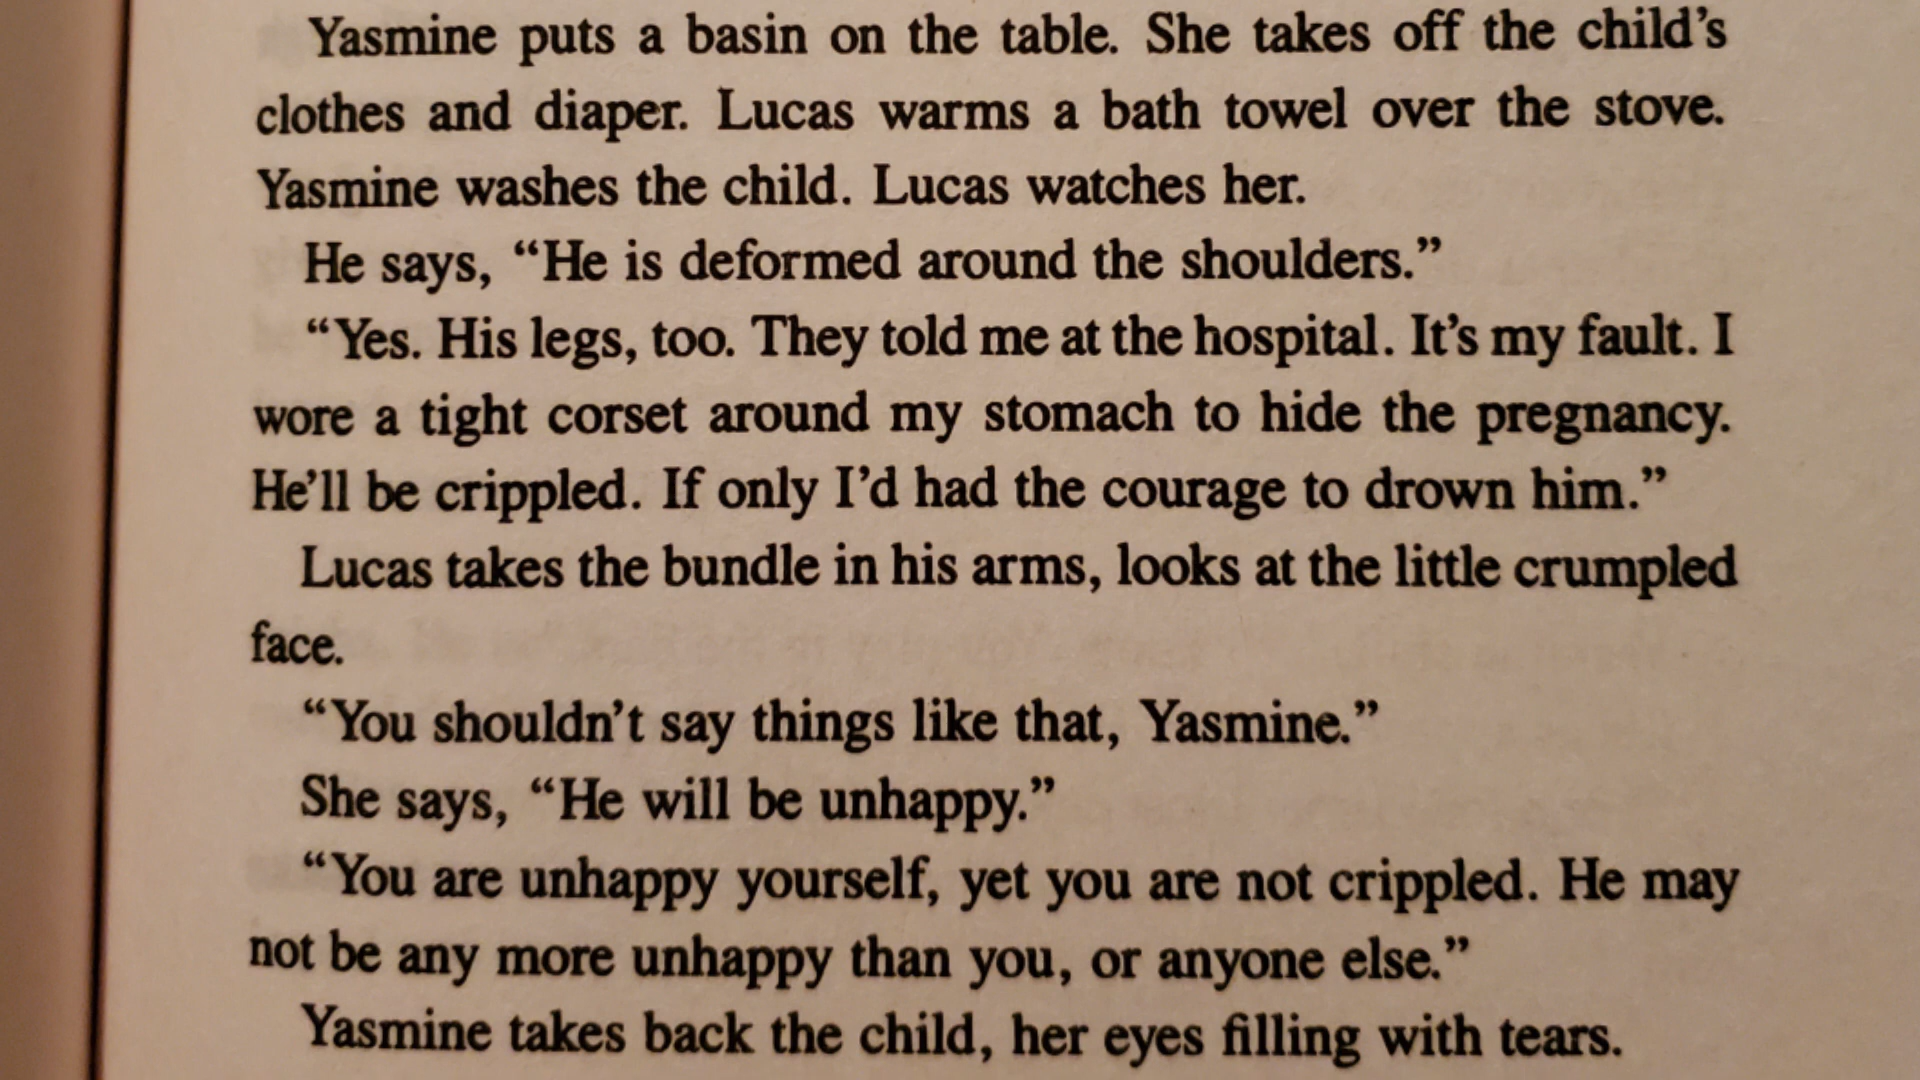 Yasmine puts a basin on the table. She takes off the child’s
clothes and diaper. Lucas warms a bath towel over the stove.
Yasmine washes the child. Lucas watches her.
He says, “He is deformed around the shoulders.”
“Yes. His legs, too. They told me at the hospital. It’s my fault. I
wore a tight corset around my stomach to hide the pregnancy.
He’ll be crippled. If only I’d had the courage to drown him.”
Lucas takes the bundle in his arms, looks at the little crumpled
face.
“You shouldn’t say things like that, Yasmine.”
She says, “He will be unhappy.”
“You are unhappy yourself, yet you are not crippled. He may
not be any more unhappy than you, or anyone else.”
Yasmine takes back the child, her eyes filling with tears.